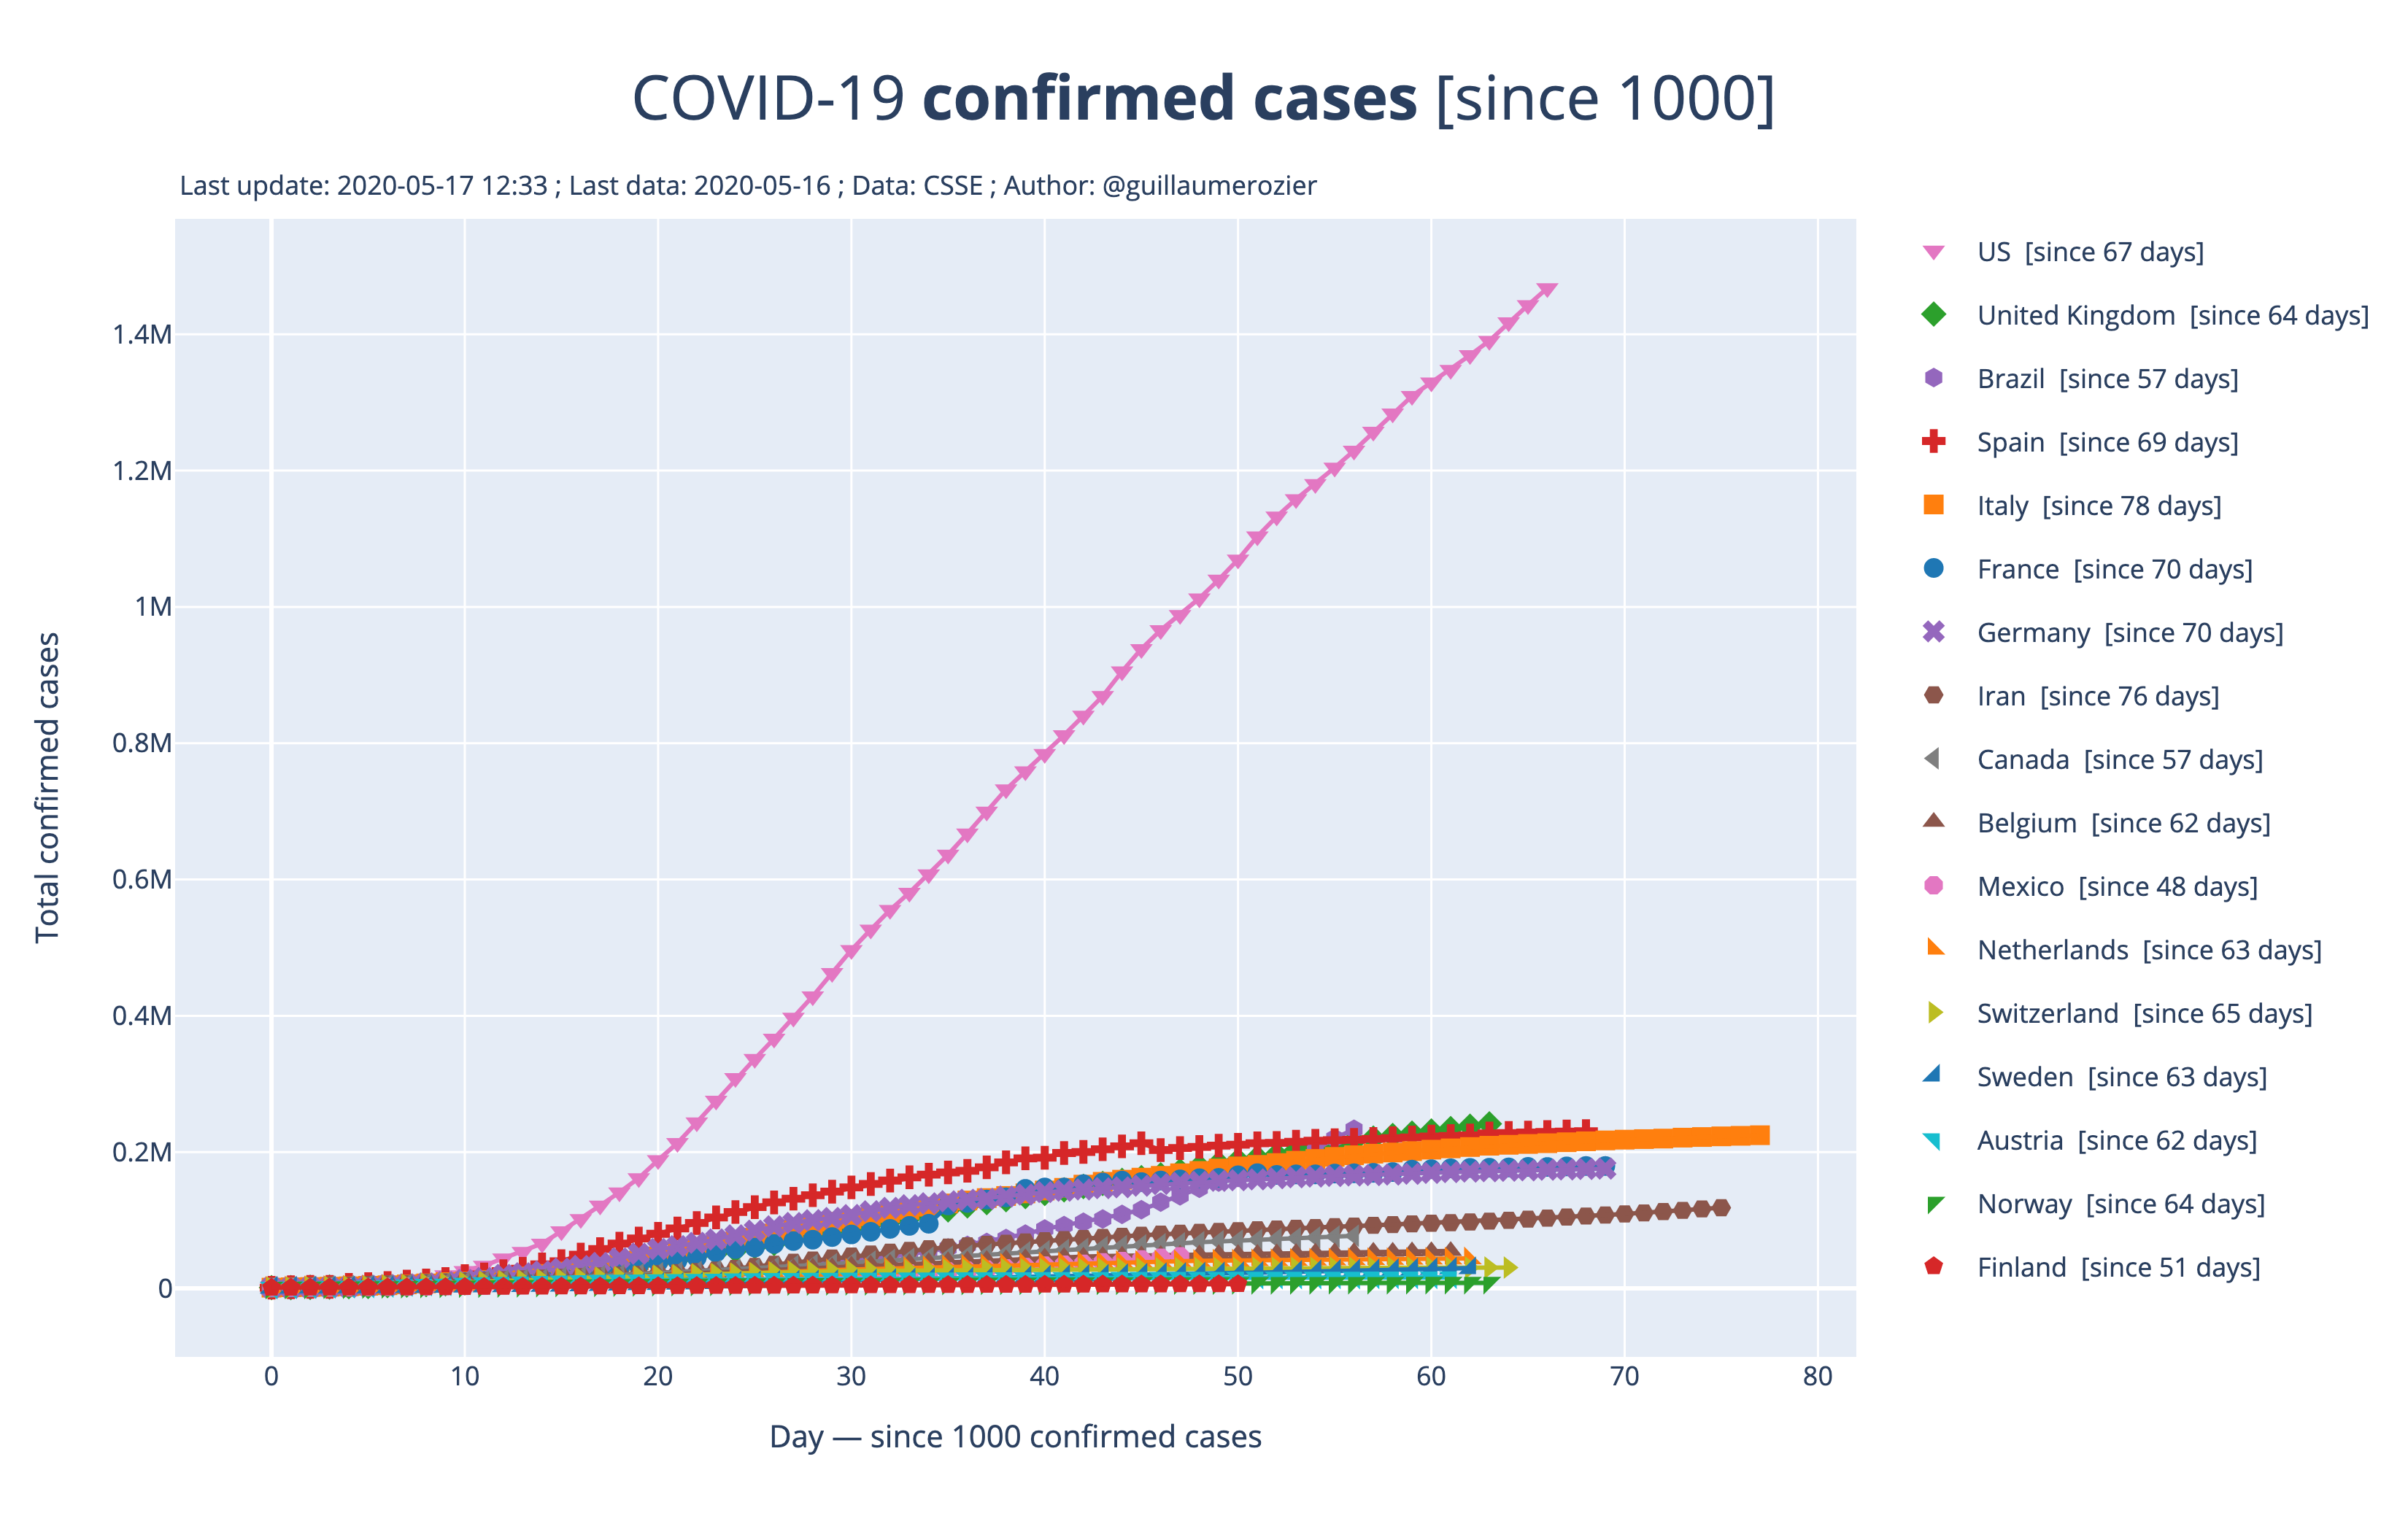 COVID-19 confirmed cases [since 1000]
Last update: 2020-05-17 12:33 ; Last data: 2020-05-16 ; Data: CSSE ; Author: @guillaumerozier
Total confirmed cases
1.4M
1.2M
1M
0.8M
0.6M
0.4M
0.2M
0
0 10 20 30 40 50 60 70 80
Day — since 1000 confirmed cases
US [since 67 days]
United Kingdom [since 64 days]
Brazil [since 57 days]
Spain [since 69 days]
Italy [since 78 days]
France [since 70 days]
Germany [since 70 days]
Iran [since 76 days]
Canada [since 57 days]
Belgium [since 62 days]
Mexico [since 48 days]
Netherlands [since 63 days]
Switzerland [since 65 days]
Sweden [since 63 days]
Austria [since 62 days]
Norway [since 64 days]
Finland [since 51 days]